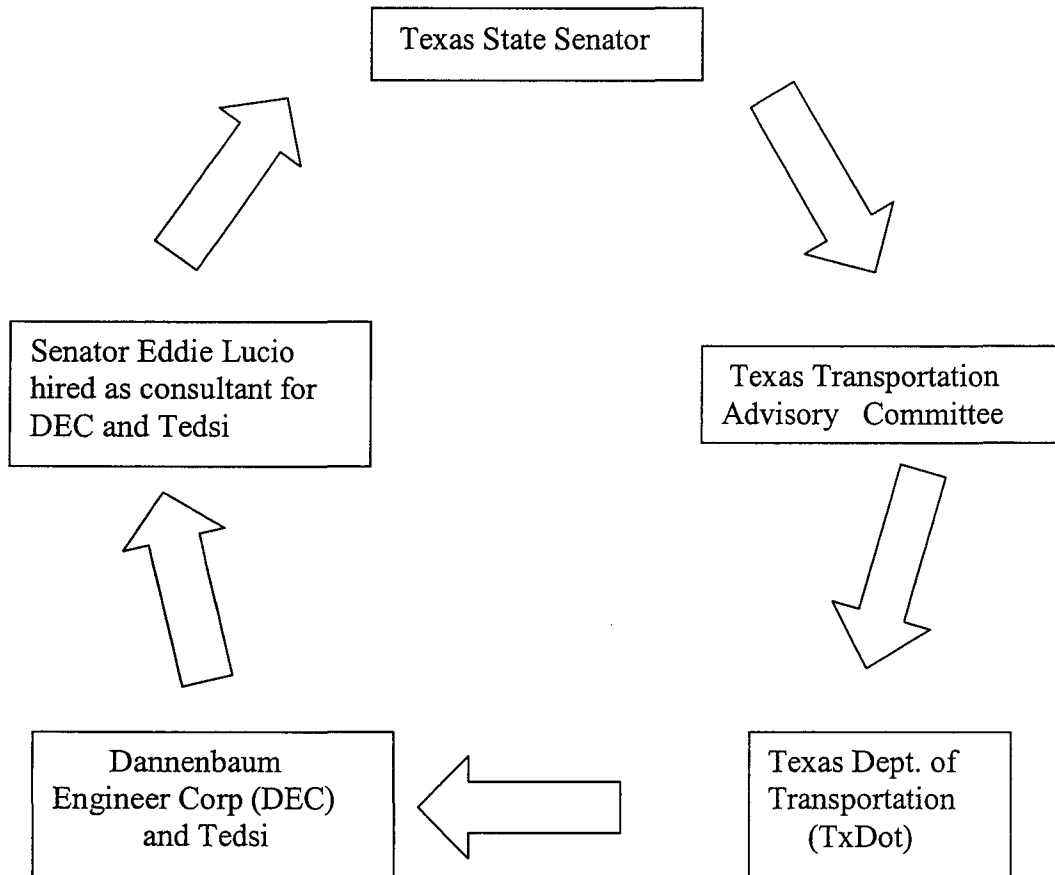 Texas State Senator
Senator Eddie Lucio
hired as consultant for
DEC and Tedsi
Texas Transportation
Advisory Committee
Dannenbaum
Engineer Corp (DEC)
and Tedsi
Texas Dept. of
Transportation
(TxDot)